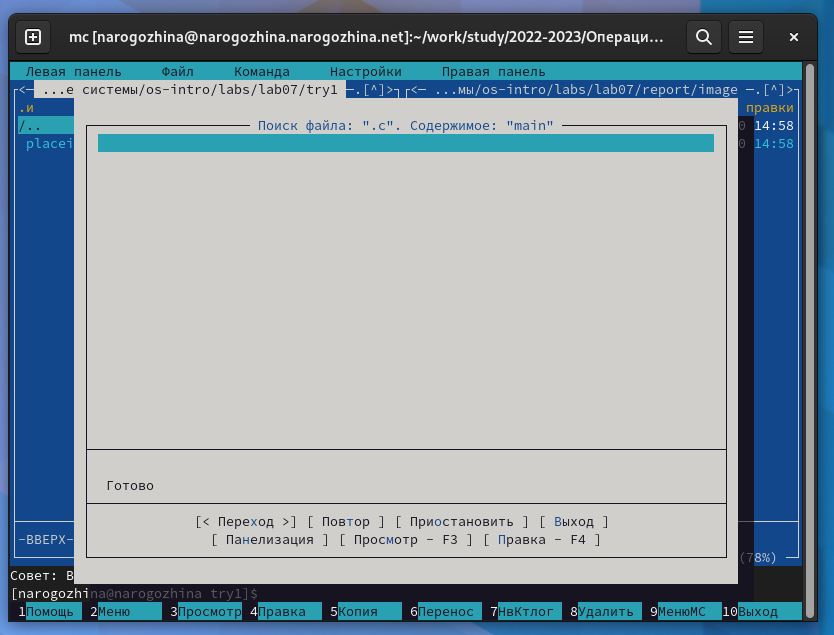 mc [narogozhina@narogozhina.narogozhina.net]:~/work/study/2022-2023/Операци...
Левая панель Файл Команда Настройки Правая панель
<— ...е системы/os-intro/labs/lab07/try1 —.[^]>
<— ...мы/os-intro/labs/lab07/report/image —.[^]>
.и правки
/.. 0 14:58
placei 0 14:58
Поиск файла: ".c". Содержимое: "main"
Готово
[< Переход >] [ Повтор ] [ Приостановить ] [ Выход ]
-ВВЕРХ- [ Панелизация ] [ Просмотр - F3 ] [ Правка - F4 ]
(78%)
Совет: В
[narogozhina@narogozhina try1]$
1Помощь 2Меню 3Просмотр 4Правка 5Копия 6Перенос 7НвКтлог 8Удалить 9МенюМС 10Выход